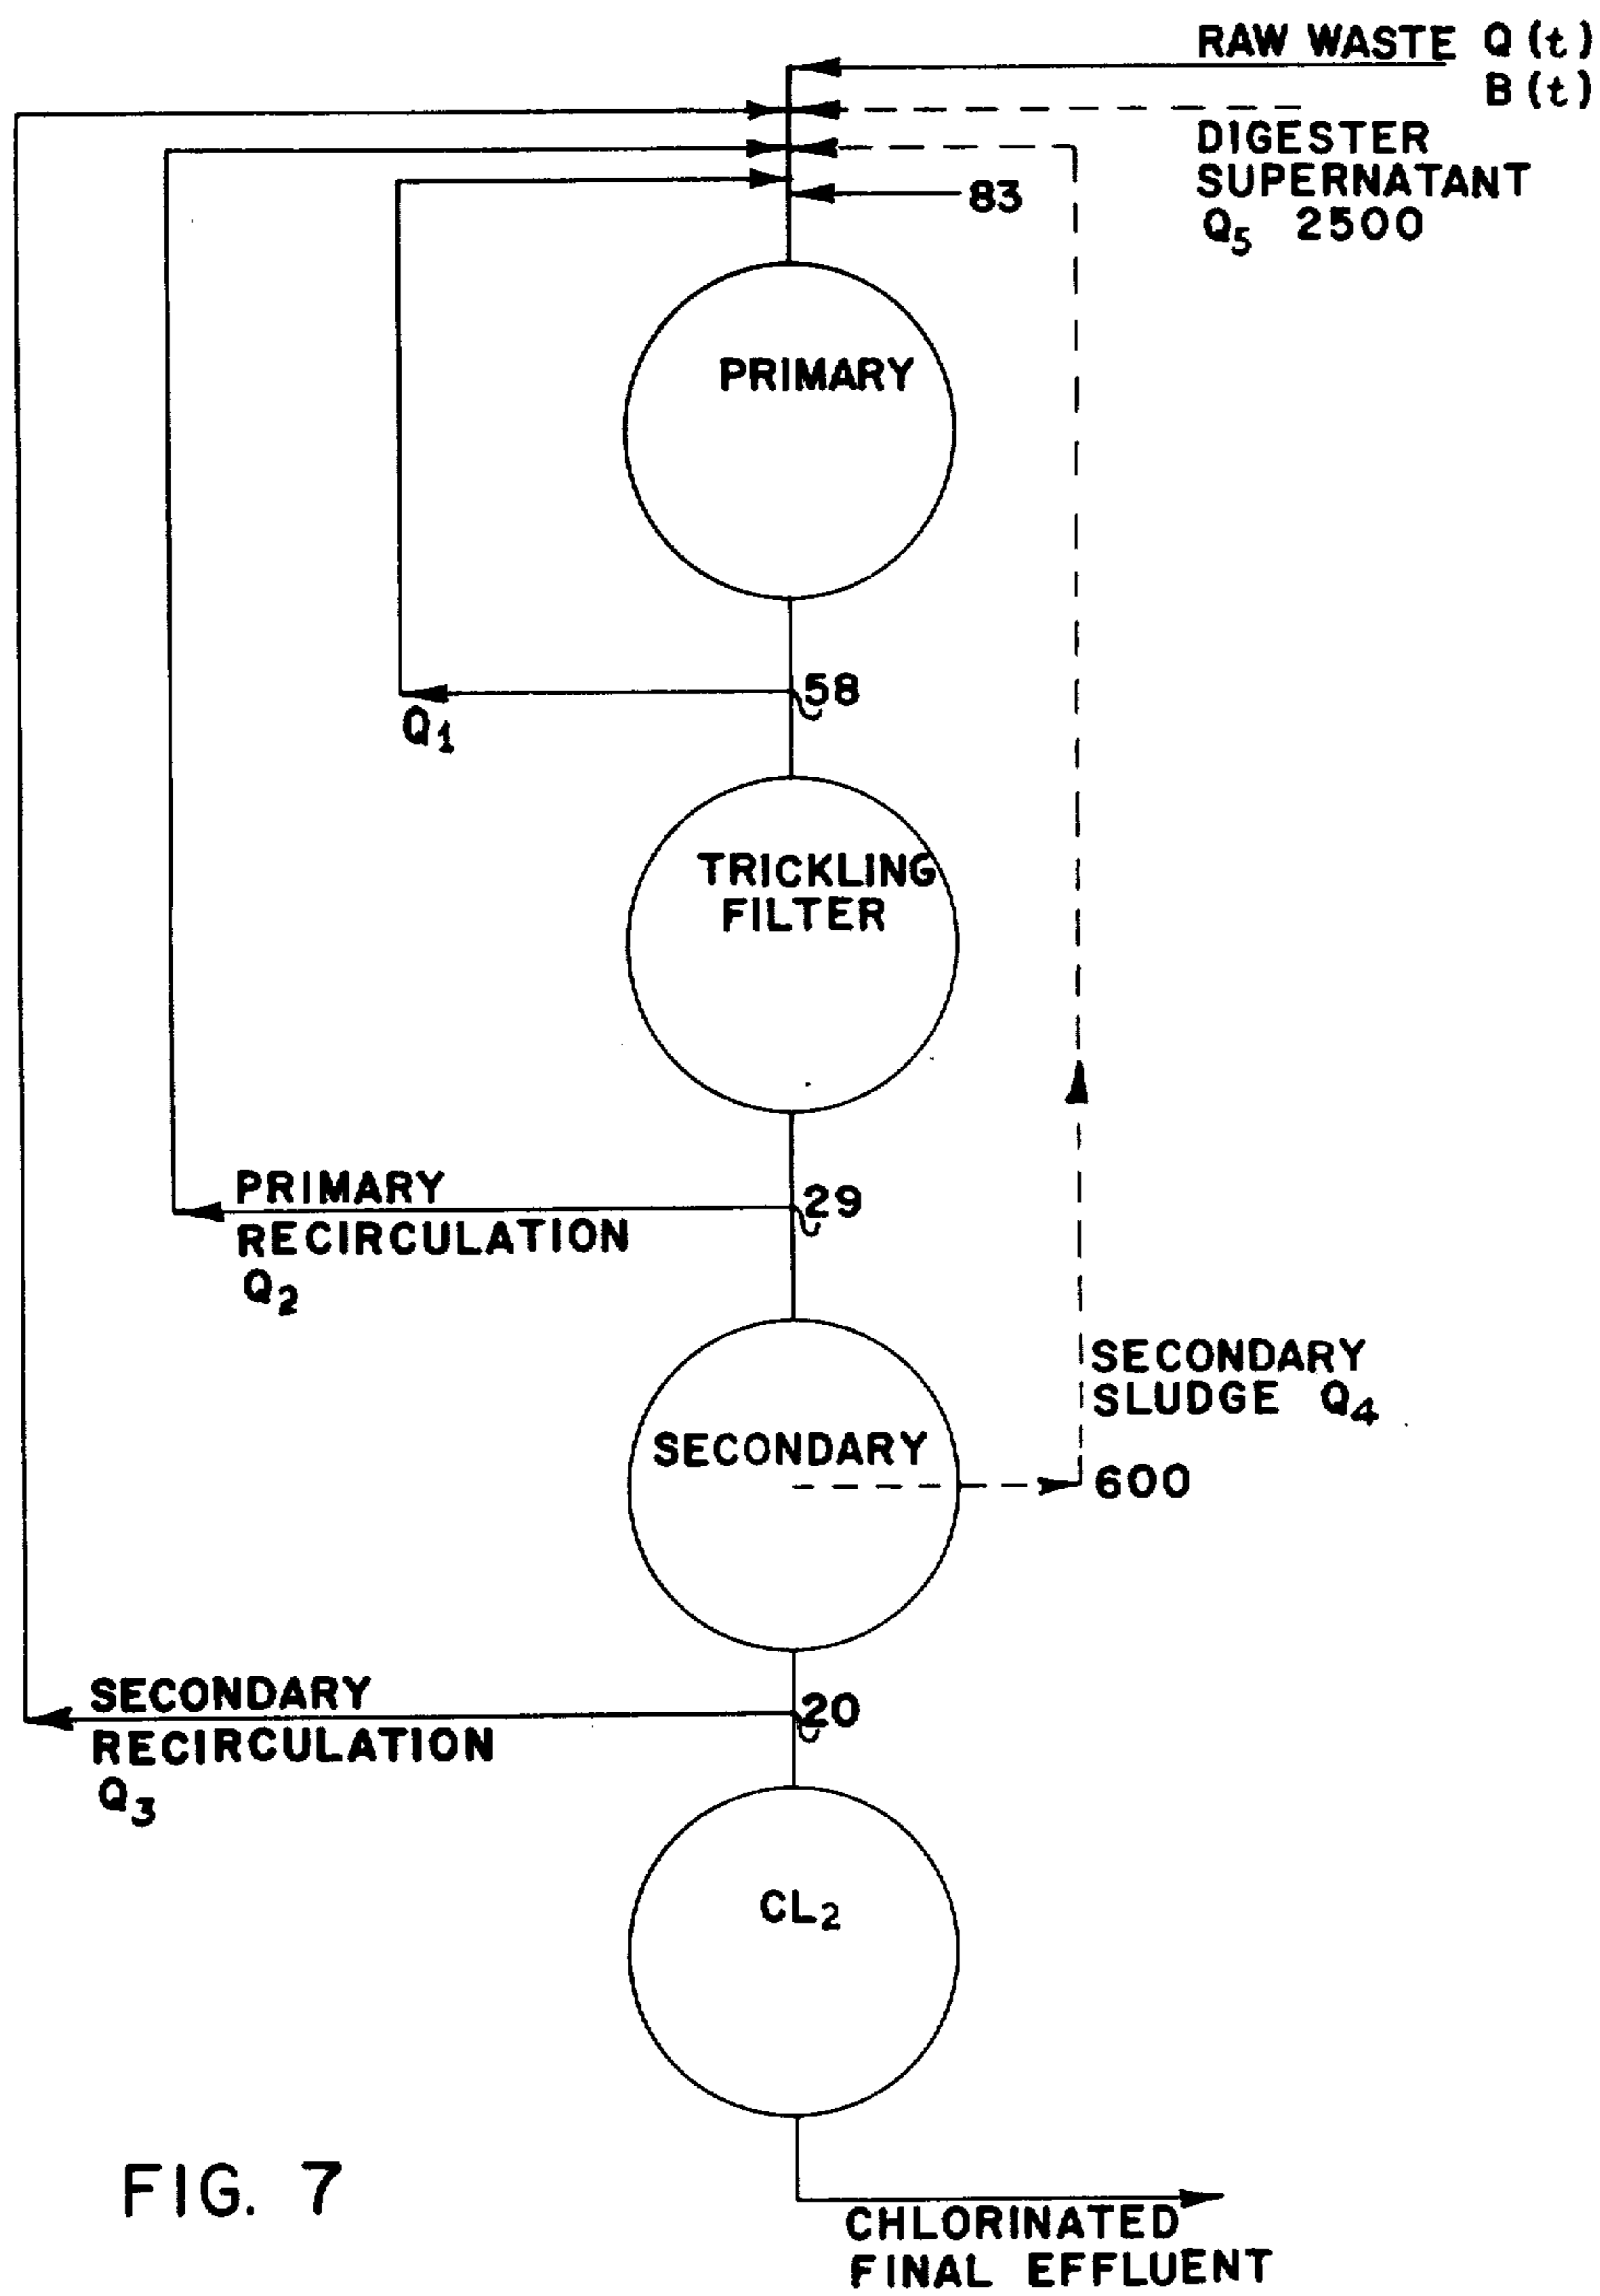 RAW WASTE Q(t)
B(t)
DIGESTER
SUPERNATANT
Q5 2500
83
PRIMARY
58
Q1
TRICKLING
FILTER
PRIMARY
RECIRCULATION
Q2
29
SECONDARY
SLUDGE Q4
SECONDARY
600
SECONDARY
RECIRCULATION
Q3
20
CL2
CHLORINATED
FINAL EFFLUENT
FIG. 7